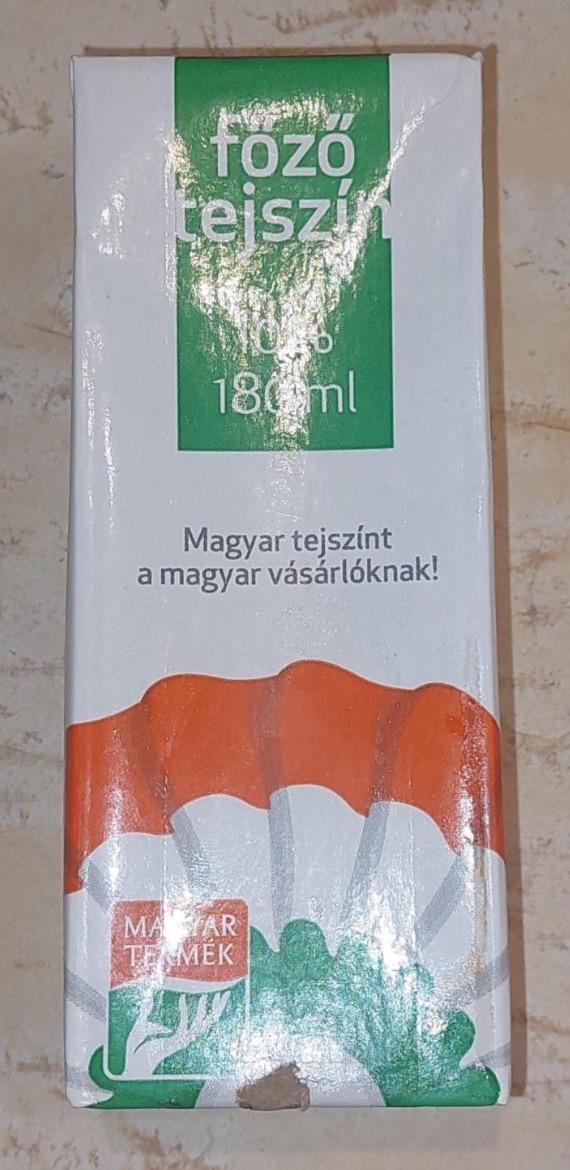 főző
tejszín
180 ml
Magyar tejszínt
a magyar vásárlóknak!
MAGYAR
TERMÉK